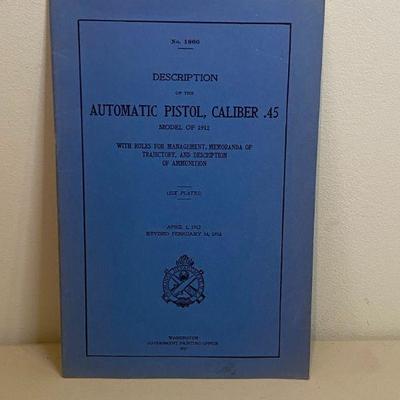 No. 1866
DESCRIPTION
OF THE
AUTOMATIC PISTOL, CALIBER .45
MODEL OF 1911
WITH RULES FOR MANAGEMENT, MEMORANDA OF
TRAJECTORY, AND DESCRIPTION
OF AMMUNITION
(SIX PLATES)
APRIL 1, 1912
REVISED FEBRUARY 14, 1914
WASHINGTON
GOVERNMENT PRINTING OFFICE